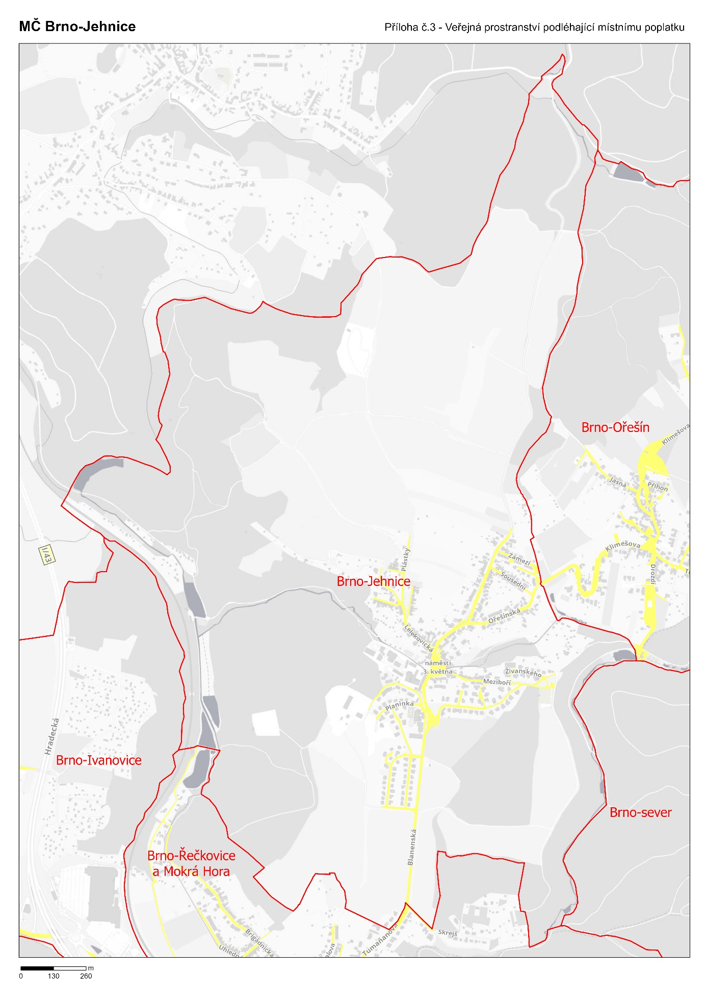 MČ Brno-Jehnice
Příloha č.3 - Veřejná prostranství podléhající místnímu poplatku
Brno-Ořešín
Klimešova
Jasná
Příhon
I/43
Klimešova
Zámezí
Plástky
Drozdí
Sousední
Brno-Jehnice
Ořešínská
Lelekovická
náměstí
3. května
Živanského
Meziboří
Planinka
Hradecká
Brno-Ivanovice
Brno-sever
Blanenská
Brno-Řečkovice
a Mokrá Hora
Brigádnická
Skrejš
Tumaňanova
alova
m
0 130 260